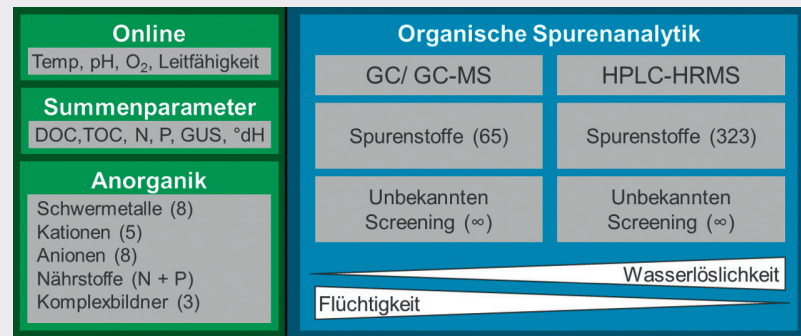 Online
Temp, pH, O₂, Leitfähigkeit
Summenparameter
DOC,TOC, N, P, GUS, °dH
Anorganik
Schwermetalle (8)
Kationen (5)
Anionen (8)
Nährstoffe (N + P)
Komplexbildner (3)
Organische Spurenanalytik
GC/ GC-MS
HPLC-HRMS
Spurenstoffe (65)
Spurenstoffe (323)
Unbekannten
Screening (∞)
Unbekannten
Screening (∞)
Wasserlöslichkeit
Flüchtigkeit